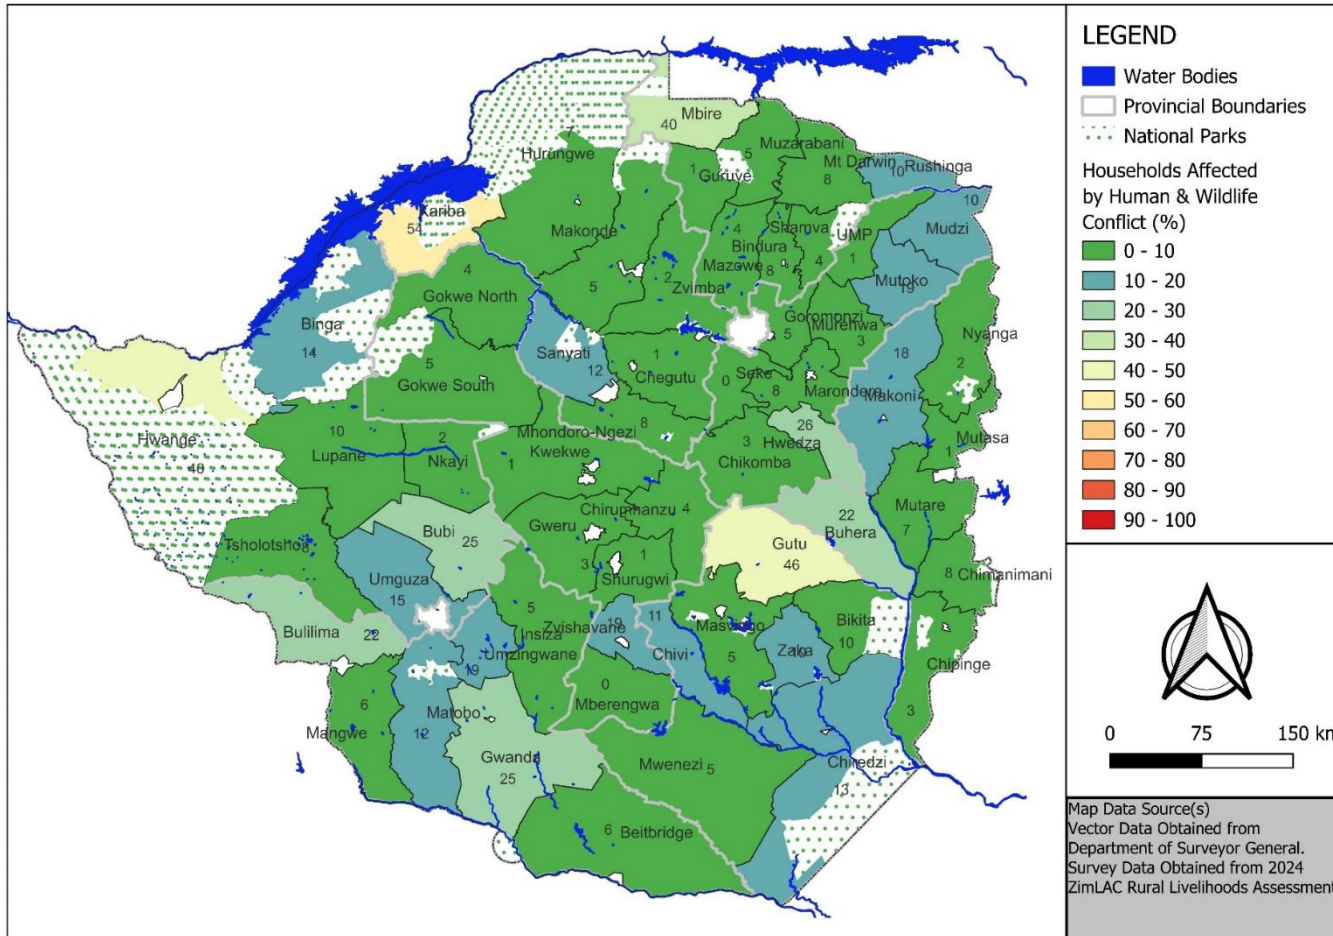 Mbire
40
7
Hurungwe
5
Muzarabani
Mt Darwin
8
10
Rushinga
1
Guruve
10
Mudzi
Kariba
54
Makonde
4
Shamva
Bindura
UMP
Mazowe
8
4
1
Mutoko
19
4
Gokwe North
5
2
Zvimba
Binga
14
Goromonzi
5
Murehwa
3
Nyanga
2
Sanyati
12
1
Chegutu
5
Gokwe South
0
Seke
8
Marondera
18
Makoni
Hwange
40
10
Lupane
2
Nkayi
Mhondoro-Ngezi
8
Kwekwe
1
26
Hwedza
3
Chikomba
Mutasa
1
Bubi
25
Gweru
3
Chirumhanzu
4
22
Buhera
Mutare
7
Gutu
46
Tsholotsho
8
Umguza
15
1
Shurugwi
8
Chimanimani
Bulilima
22
5
Insiza
Zvishavane
19
11
Chivi
Masvingo
5
Zaka
10
Bikita
10
Umzingwane
19
Chipinge
3
6
Mangwe
Matobo
12
0
Mberengwa
Gwanda
25
Mwenezi
5
Chiredzi
13
6
Beitbridge
LEGEND
Water Bodies
Provincial Boundaries
National Parks
Households Affected
by Human & Wildlife
Conflict (%)
0 - 10
10 - 20
20 - 30
30 - 40
40 - 50
50 - 60
60 - 70
70 - 80
80 - 90
90 - 100
0 75 150 km
Map Data Source(s)
Vector Data Obtained from
Department of Surveyor General.
Survey Data Obtained from 2024
ZimLAC Rural Livelihoods Assessment